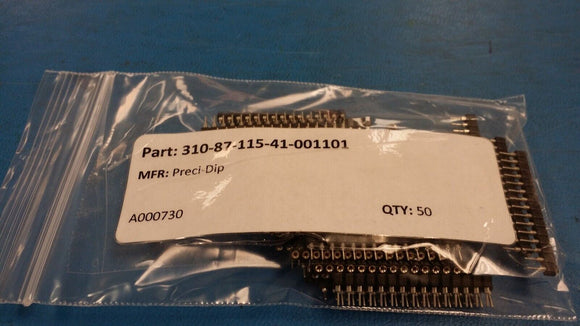 Part: 310-87-115-41-001101
MFR: Preci-Dip
A000730 QTY: 50